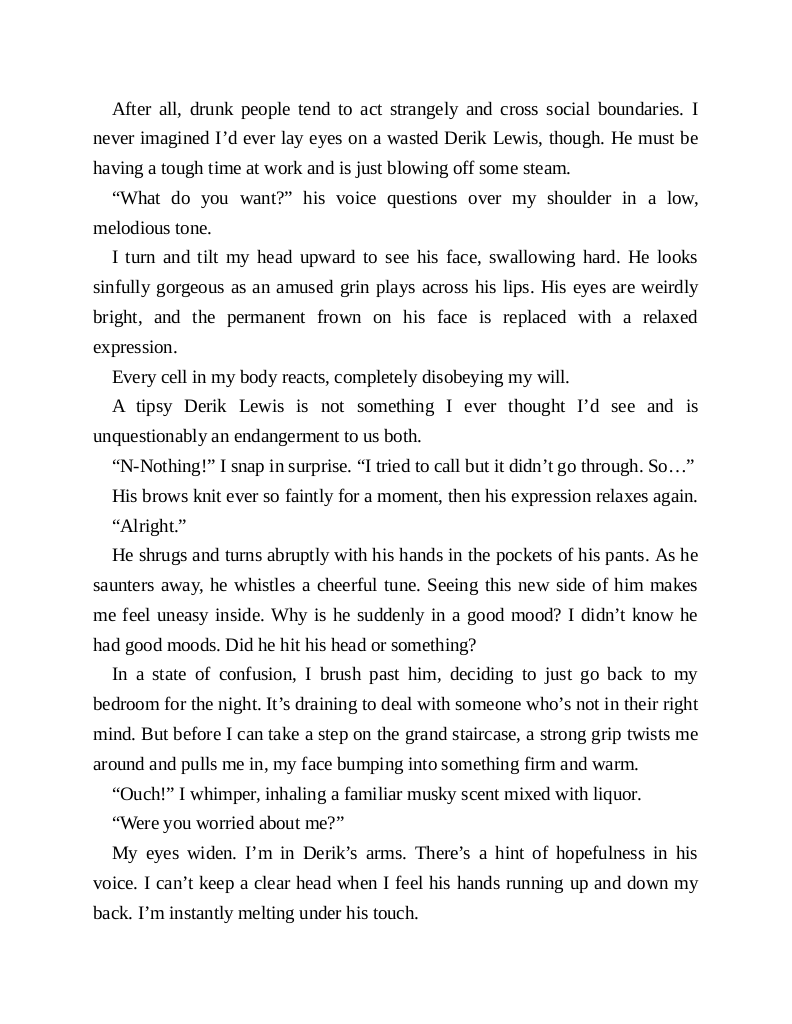 After all, drunk people tend to act strangely and cross social boundaries. I
never imagined I’d ever lay eyes on a wasted Derik Lewis, though. He must be
having a tough time at work and is just blowing off some steam.
“What do you want?” his voice questions over my shoulder in a low,
melodious tone.
I turn and tilt my head upward to see his face, swallowing hard. He looks
sinfully gorgeous as an amused grin plays across his lips. His eyes are weirdly
bright, and the permanent frown on his face is replaced with a relaxed
expression.
Every cell in my body reacts, completely disobeying my will.
A tipsy Derik Lewis is not something I ever thought I’d see and is
unquestionably an endangerment to us both.
“N-Nothing!” I snap in surprise. “I tried to call but it didn’t go through. So…”
His brows knit ever so faintly for a moment, then his expression relaxes again.
“Alright.”
He shrugs and turns abruptly with his hands in the pockets of his pants. As he
saunters away, he whistles a cheerful tune. Seeing this new side of him makes
me feel uneasy inside. Why is he suddenly in a good mood? I didn’t know he
had good moods. Did he hit his head or something?
In a state of confusion, I brush past him, deciding to just go back to my
bedroom for the night. It’s draining to deal with someone who’s not in their right
mind. But before I can take a step on the grand staircase, a strong grip twists me
around and pulls me in, my face bumping into something firm and warm.
“Ouch!” I whimper, inhaling a familiar musky scent mixed with liquor.
“Were you worried about me?”
My eyes widen. I’m in Derik’s arms. There’s a hint of hopefulness in his
voice. I can’t keep a clear head when I feel his hands running up and down my
back. I’m instantly melting under his touch.